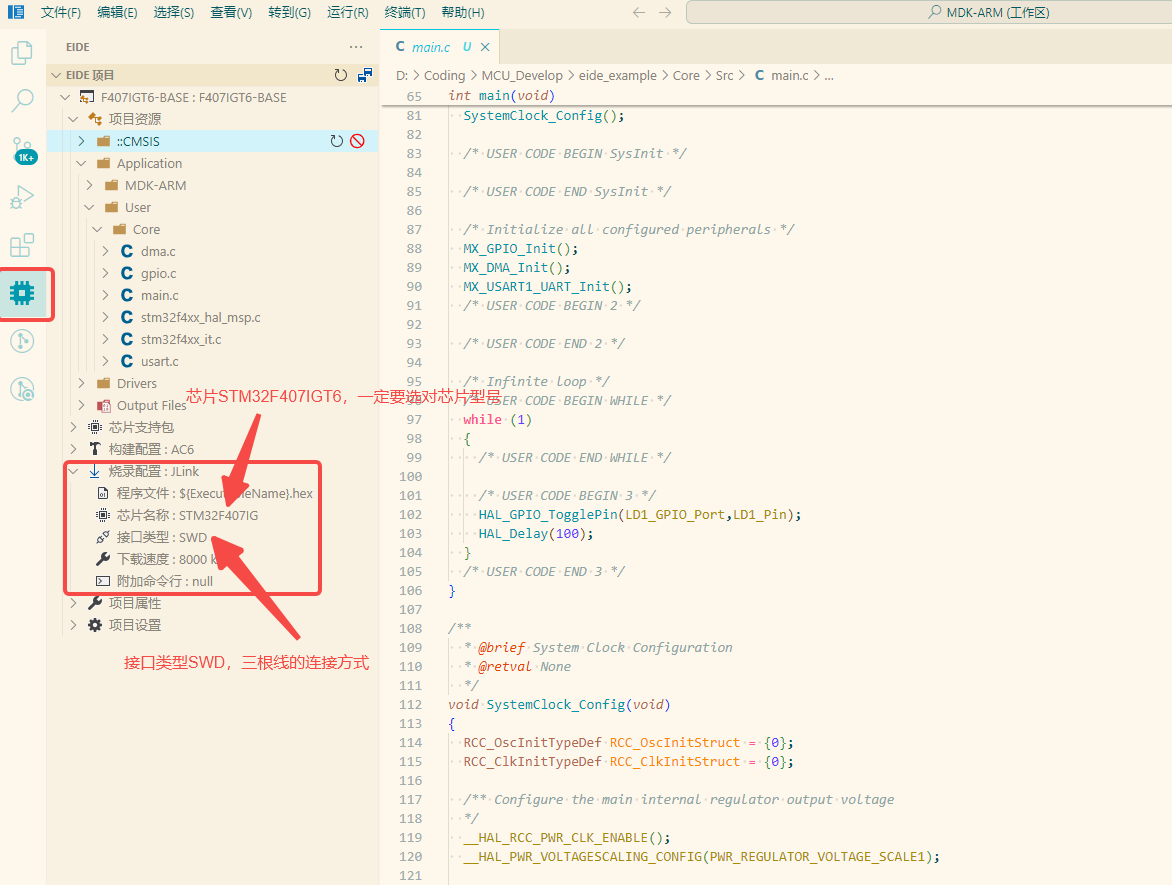 文件(F) 编辑(E) 选择(S) 查看(V) 转到(G) 运行(R) 终端(T) 帮助(H) MDK-ARM (工作区)
EIDE
EIDE 项目
F407IGT6-BASE : F407IGT6-BASE
项目资源
::CMSIS
Application
MDK-ARM
1K+
User
Core
dma.c
gpio.c
main.c
stm32f4xx_hal_msp.c
stm32f4xx_it.c
usart.c
Drivers
Output Files
芯片支持包
构建配置 : AC6
烧录配置 : JLink
程序文件 : ${Execut leName}.hex
芯片名称 : STM32F407IG
接口类型 : SWD
下载速度 : 8000 k
附加命令行 : null
项目属性
项目设置
芯片STM32F407IGT6，一定要选对芯片型号
接口类型SWD，三根线的连接方式
C main.c U ×
D: > Coding > MCU_Develop > eide_example > Core > Src > C main.c > ...
65 int main(void)
81 SystemClock_Config();
82
83 /* USER CODE BEGIN SysInit */
84
85 /* USER CODE END SysInit */
86
87 /* Initialize all configured peripherals */
88 MX_GPIO_Init();
89 MX_DMA_Init();
90 MX_USART1_UART_Init();
91 /* USER CODE BEGIN 2 */
92
93 /* USER CODE END 2 */
94
95 /* Infinite loop */
96 /* USER CODE BEGIN WHILE */
97 while (1)
98 {
99 /* USER CODE END WHILE */
100
101 /* USER CODE BEGIN 3 */
102 HAL_GPIO_TogglePin(LD1_GPIO_Port,LD1_Pin);
103 HAL_Delay(100);
104 }
105 /* USER CODE END 3 */
106 }
107
108 /**
109 * @brief System Clock Configuration
110 * @retval None
111 */
112 void SystemClock_Config(void)
113 {
114 RCC_OscInitTypeDef RCC_OscInitStruct = {0};
115 RCC_ClkInitTypeDef RCC_ClkInitStruct = {0};
116
117 /** Configure the main internal regulator output voltage
118 */
119 __HAL_RCC_PWR_CLK_ENABLE();
120 __HAL_PWR_VOLTAGESCALING_CONFIG(PWR_REGULATOR_VOLTAGE_SCALE1);
121